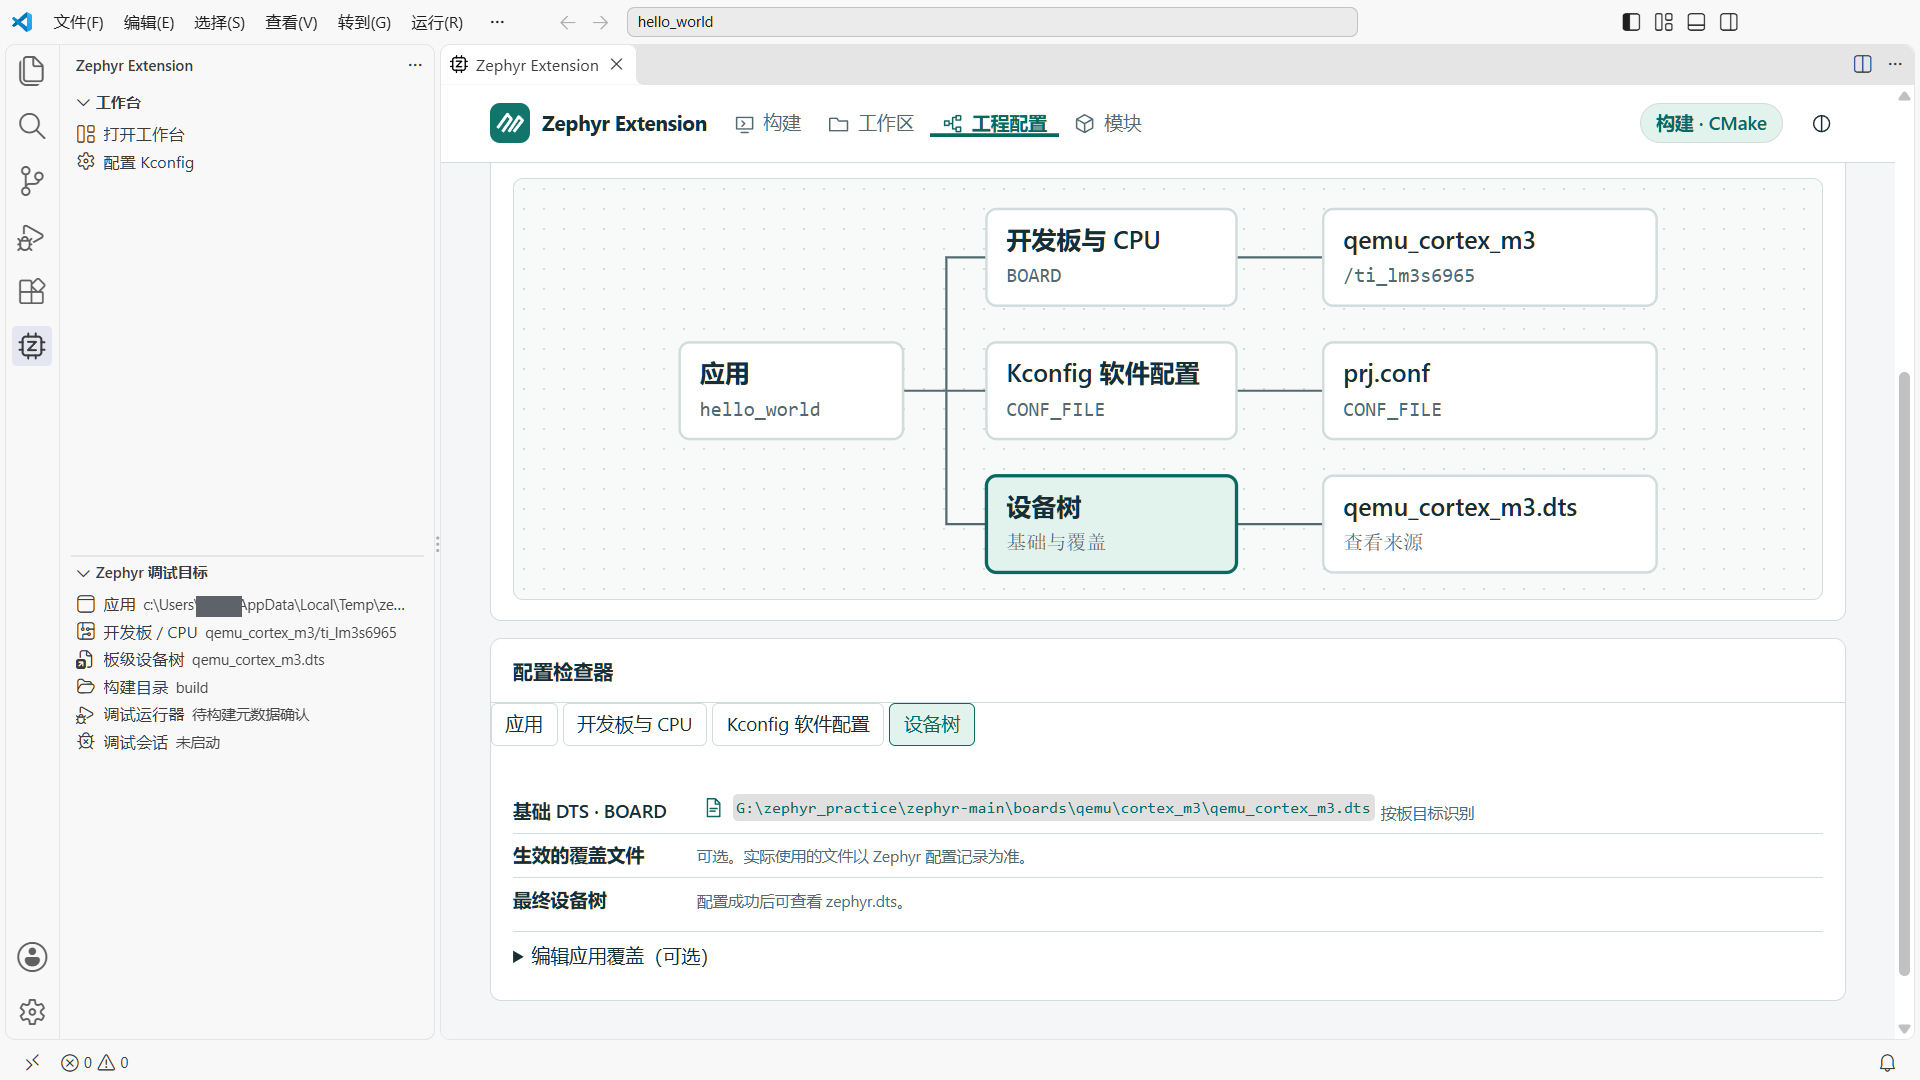 文件(F) 编辑(E) 选择(S) 查看(V) 转到(G) 运行(R) ··· hello_world
Zephyr Extension
工作台
打开工作台
配置 Kconfig
Zephyr 调试目标
应用 c:\Users\ AppData\Local\Temp\ze...
开发板 / CPU qemu_cortex_m3/ti_lm3s6965
板级设备树 qemu_cortex_m3.dts
构建目录 build
调试运行器 待构建元数据确认
调试会话 未启动
Zephyr Extension
Zephyr Extension 构建 工作区 工程配置 模块 构建 · CMake
应用
hello_world
开发板与 CPU
BOARD
qemu_cortex_m3
/ti_lm3s6965
Kconfig 软件配置
CONF_FILE
prj.conf
CONF_FILE
设备树
基础与覆盖
qemu_cortex_m3.dts
查看来源
配置检查器
应用 开发板与 CPU Kconfig 软件配置 设备树
基础 DTS · BOARD G:\zephyr_practice\zephyr-main\boards\qemu\cortex_m3\qemu_cortex_m3.dts 按板目标识别
生效的覆盖文件 可选。实际使用的文件以 Zephyr 配置记录为准。
最终设备树 配置成功后可查看 zephyr.dts。
编辑应用覆盖（可选）
0 0